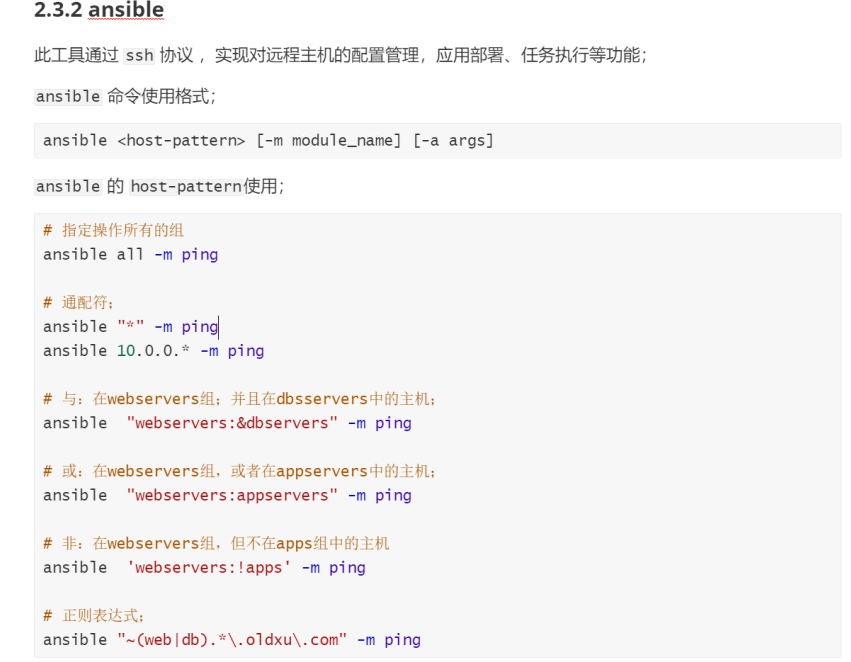 2.3.2 ansible
此工具通过 ssh 协议 ，实现对远程主机的配置管理，应用部署、任务执行等功能；
ansible 命令使用格式；
ansible <host-pattern> [-m module_name] [-a args]
ansible 的 host-pattern使用；
# 指定操作所有的组
ansible all -m ping
# 通配符；
ansible "*" -m ping
ansible 10.0.0.* -m ping
# 与：在webservers组；并且在dbsservers中的主机；
ansible  "webservers:&dbservers" -m ping
# 或：在webservers组，或者在appservers中的主机；
ansible  "webservers:appservers" -m ping
# 非：在webservers组，但不在apps组中的主机
ansible  'webservers:!apps' -m ping
# 正则表达式；
ansible "~(web|db).*\.oldxu\.com" -m ping